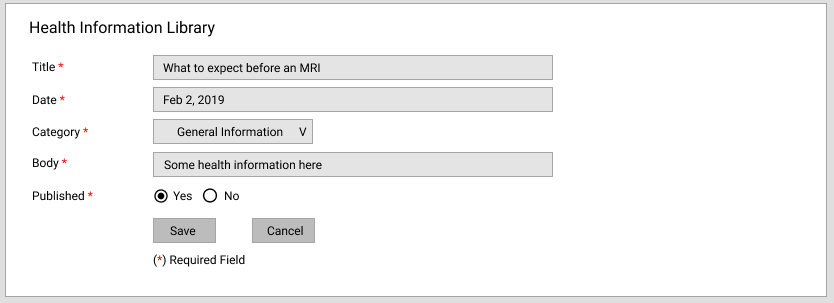 Health Information Library
Title * What to expect before an MRI
Date * Feb 2, 2019
Category * General Information V
Body * Some health information here
Published * Yes No
Save Cancel
(*) Required Field